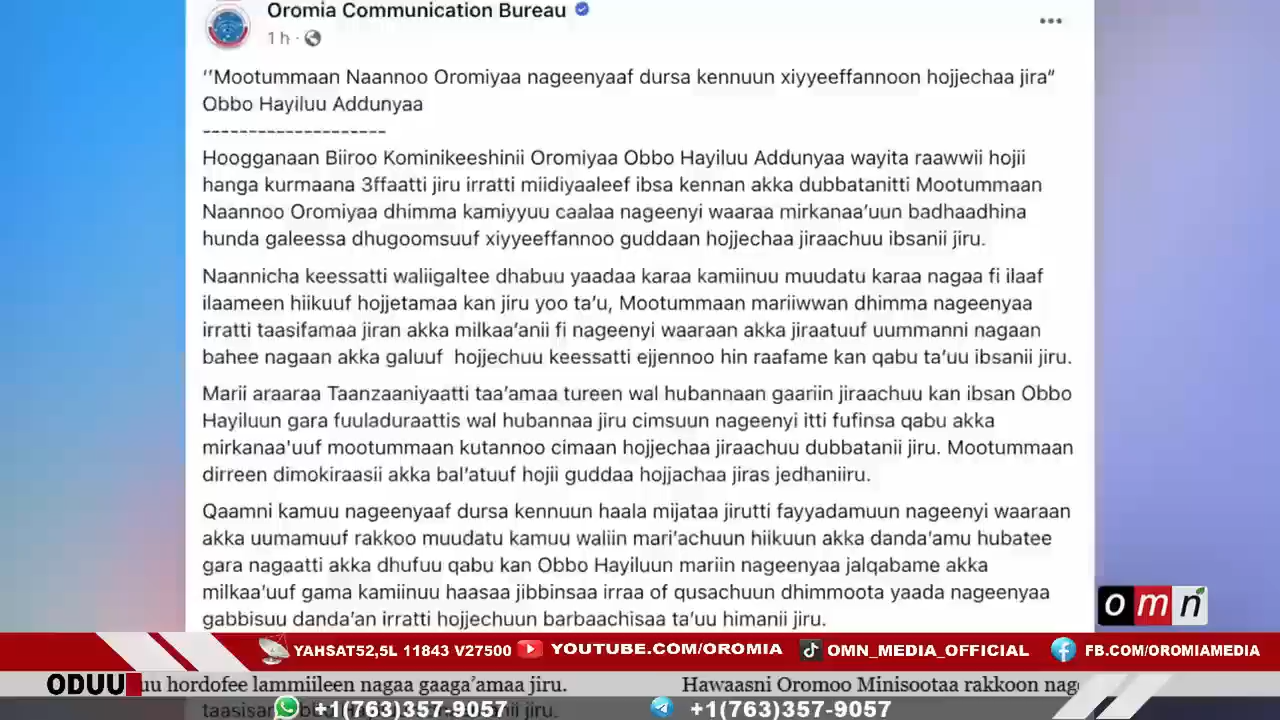 Oromia Communication Bureau
1 h ·
‘’Mootummaan Naannoo Oromiyaa nageenyaaf dursa kennuun xiyyeeffannoon hojjechaa jira“
Obbo Hayiluu Addunyaa
--------------------
Hoogganaan Biiroo Kominikeeshinii Oromiyaa Obbo Hayiluu Addunyaa wayita raawwii hojii
hanga kurmaana 3ffaatti jiru irratti miidiyaaleef ibsa kennan akka dubbatanitti Mootummaan
Naannoo Oromiyaa dhimma kamiyyuu caalaa nageenyi waaraa mirkanaa’uun badhaadhina
hunda galeessa dhugoomsuuf xiyyeeffannoo guddaan hojjechaa jiraachuu ibsanii jiru.
Naannicha keessatti waliigaltee dhabuu yaadaa karaa kamiinuu muudatu karaa nagaa fi ilaaf
ilaameen hiikuuf hojjetamaa kan jiru yoo ta’u, Mootummaan mariiwwan dhimma nageenyaa
irratti taasifamaa jiran akka milkaa’anii fi nageenyi waaraan akka jiraatuuf uummanni nagaan
bahee nagaan akka galuuf hojjechuu keessatti ejjennoo hin raafame kan qabu ta’uu ibsanii jiru.
Marii araaraa Taanzaaniyaatti taa’amaa tureen wal hubannaan gaariin jiraachuu kan ibsan Obbo
Hayiluun gara fuuladuraattis wal hubannaa jiru cimsuun nageenyi itti fufinsa qabu akka
mirkanaa'uuf mootummaan kutannoo cimaan hojjechaa jiraachuu dubbatanii jiru. Mootummaan
dirreen dimokiraasii akka bal’atuuf hojii guddaa hojjachaa jiras jedhaniiru.
Qaamni kamuu nageenyaaf dursa kennuun haala mijataa jirutti fayyadamuun nageenyi waaraan
akka uumamuuf rakkoo muudatu kamuu waliin mari’achuun hiikuun akka danda’amu hubatee
gara nagaatti akka dhufuu qabu kan Obbo Hayiluun mariin nageenyaa jalqabame akka
milkaa’uuf gama kamiinuu haasaa jibbinsaa irraa of qusachuun dhimmoota yaada nageenyaa
gabbisuu danda’an irratti hojjechuun barbaachisaa ta’uu himanii jiru.
omn
YAHSAT52,5L 11843 V27500 YOUTUBE.COM/OROMIA OMN_MEDIA_OFFICIAL FB.COM/OROMIAMEDIA
ODUU uu hordofee lammiileen nagaa gaaga’amaa jiru. Hawaasni Oromoo Minisootaa rakkoon
+1(763)357-9057 +1(763)357-9057